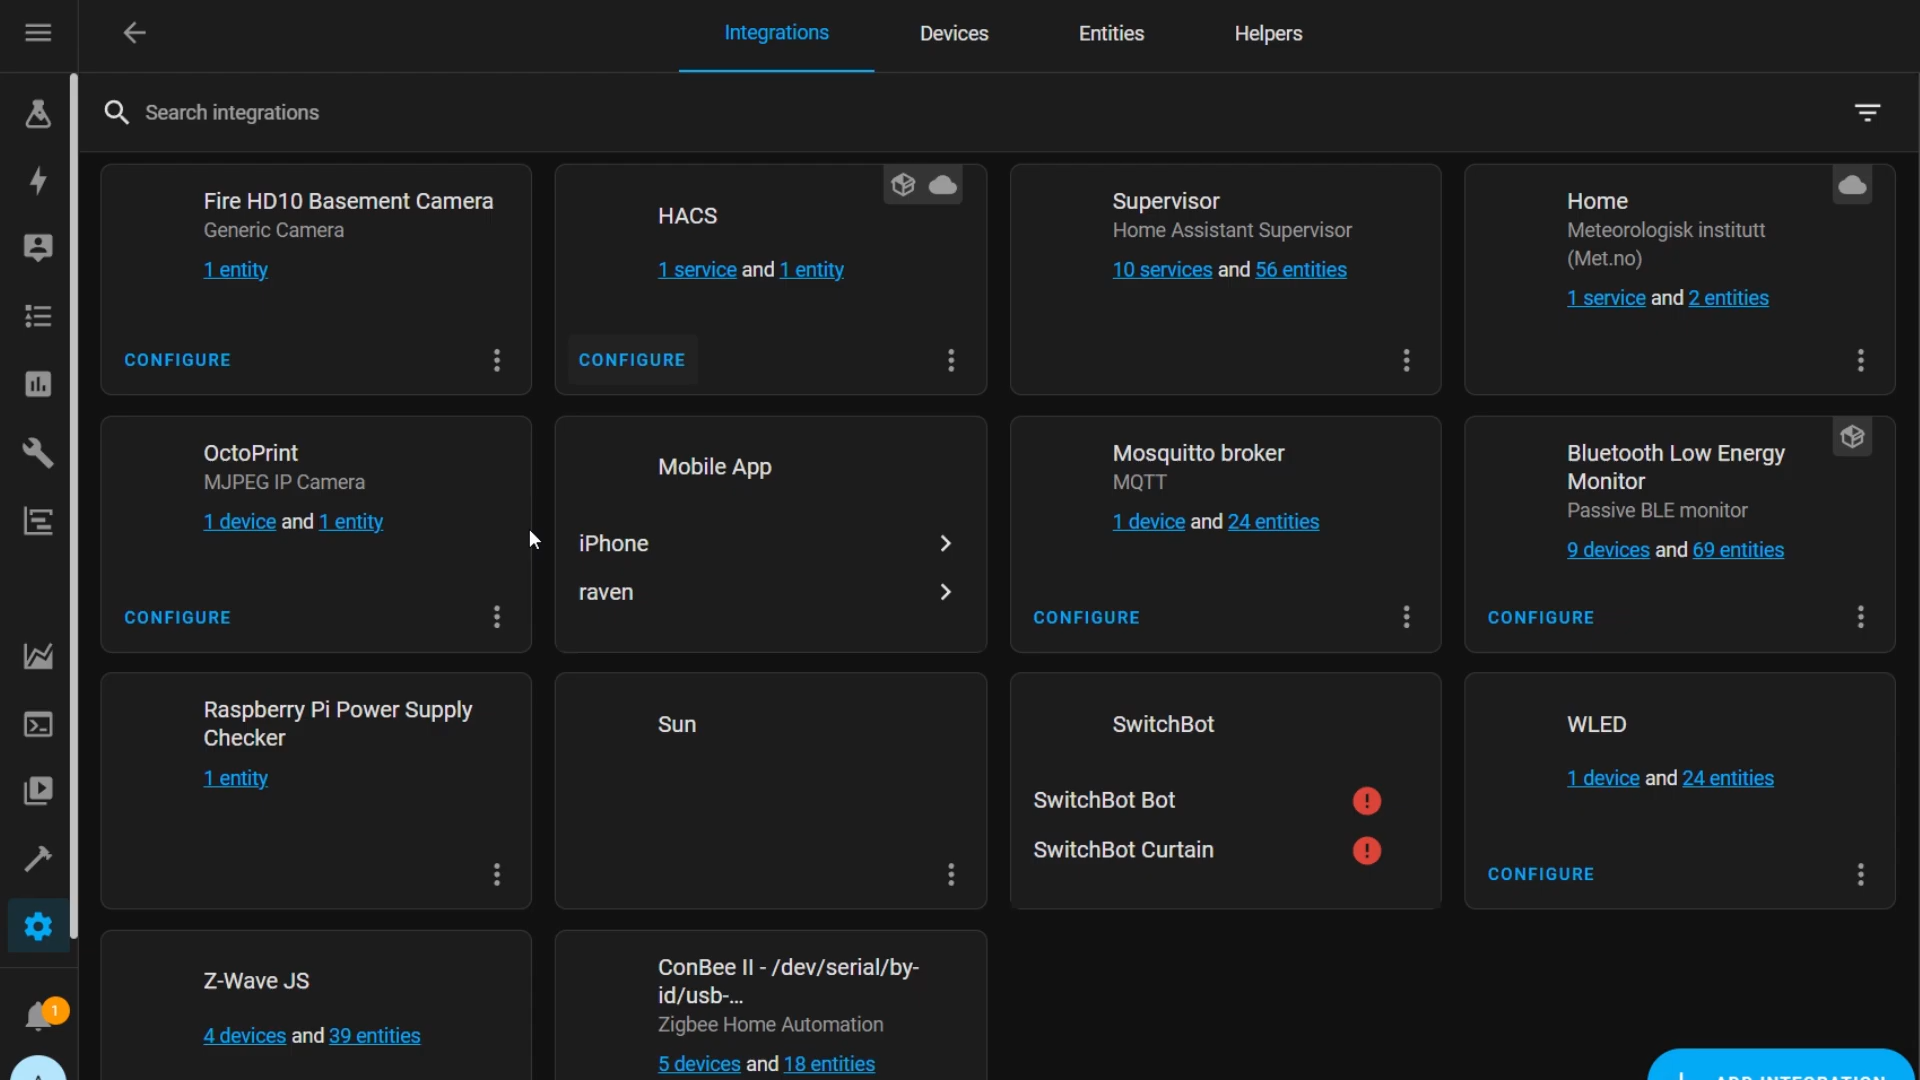 Integrations
Devices
Entities
Helpers
Search integrations
Fire HD10 Basement Camera
Generic Camera
1 entity
CONFIGURE
HACS
1 service and 1 entity
CONFIGURE
Supervisor
Home Assistant Supervisor
10 services and 56 entities
Home
Meteorologisk institutt
(Met.no)
1 service and 2 entities
OctoPrint
MJPEG IP Camera
1 device and 1 entity
CONFIGURE
Mobile App
iPhone
raven
Mosquitto broker
MQTT
1 device and 24 entities
CONFIGURE
Bluetooth Low Energy
Monitor
Passive BLE monitor
9 devices and 69 entities
CONFIGURE
Raspberry Pi Power Supply
Checker
1 entity
Sun
SwitchBot
SwitchBot Bot
SwitchBot Curtain
WLED
1 device and 24 entities
CONFIGURE
Z-Wave JS
4 devices and 39 entities
ConBee II - /dev/serial/by-
id/usb-...
Zigbee Home Automation
5 devices and 18 entities
1
ADD INTEGRATION